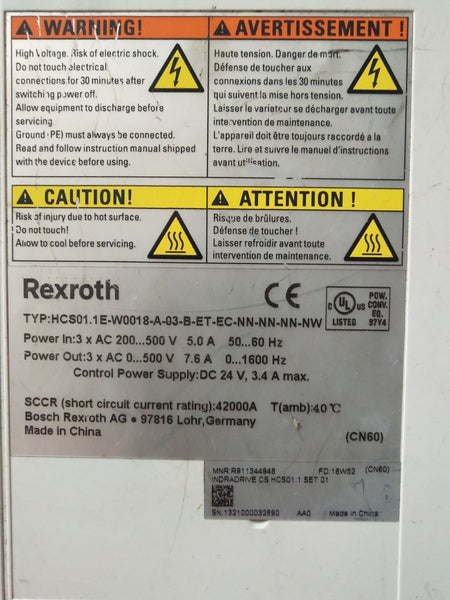 WARNING!
High Voltage. Risk of electric shock.
Do not touch electrical
connections for 30 minutes after
switching power off.
Allow equipment to discharge before
servicing.
Ground (PE) must always be connected.
Read and follow instruction manual shipped
with the device before using.
AVERTISSEMENT!
Haute tension. Danger de mort.
Défense de toucher aux
connexions dans les 30 minutes
qui suivent la mise hors tension.
Laisser le variateur se décharger avant toute
intervention de maintenance.
L'appareil doit être toujours raccordé a la
terre. Lire et suivre le manuel d'instructions
avant utilisation.
CAUTION!
Risk of injury due to hot surface.
Do not touch!
Allow to cool before servicing.
ATTENTION !
Risque de brûlures.
Défense de toucher !
Laisser refroidir avant toute
intervention de maintenance.
Rexroth
CE
C UL US
LISTED
POW.
CONV.
EQ.
97Y4
TYP:HCS01.1E-W0018-A-03-B-ET-EC-NN-NN-NN-NW
Power In:3 x AC 200...500 V 5.0 A 50...60 Hz
Power Out:3 x AC 0...500 V 7.6 A 0...1600 Hz
Control Power Supply:DC 24 V, 3.4 A max.
SCCR (short circuit current rating):42000A T(amb):40 °C
Bosch Rexroth AG • 97816 Lohr,Germany
Made in China
(CN60)
MNR:R911344948 FD:16W52 (CN60)
INDRADRIVE CS HCS01.1 SET 01
SN:1321000032690 AA0 Made in China